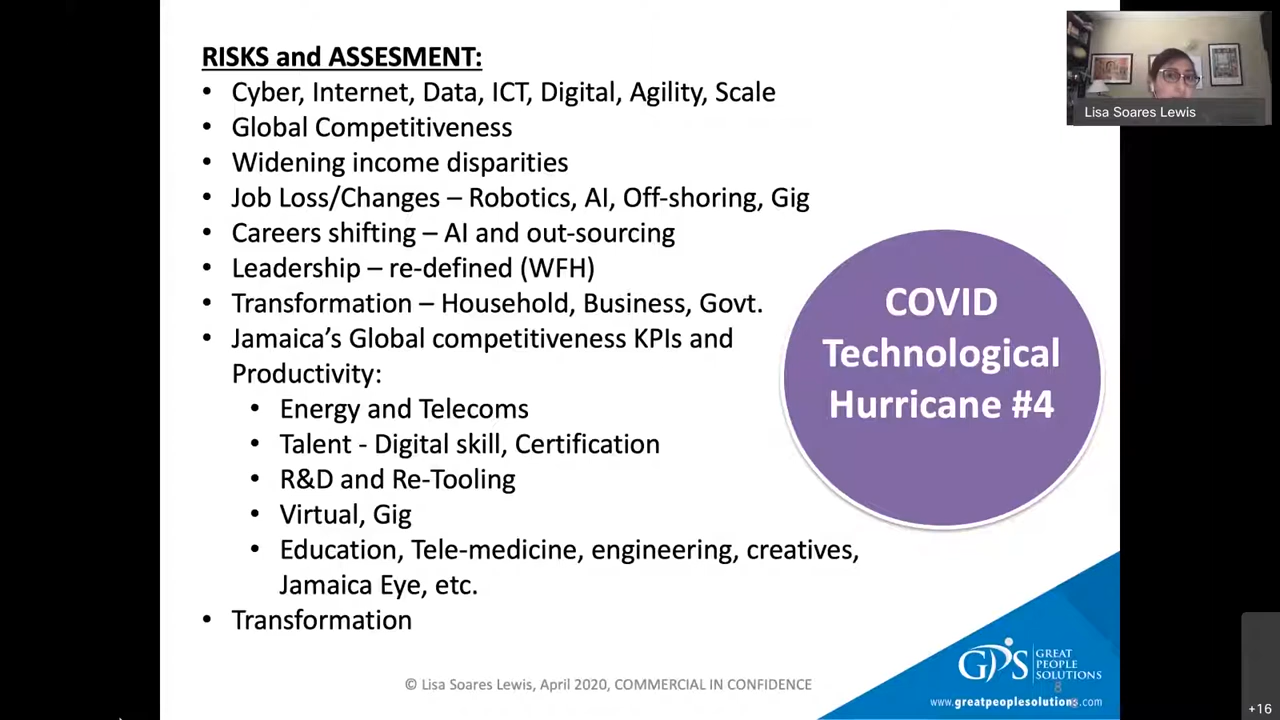 RISKS and ASSESMENT:
• Cyber, Internet, Data, ICT, Digital, Agility, Scale
• Global Competitiveness
• Widening income disparities
• Job Loss/Changes – Robotics, AI, Off-shoring, Gig
• Careers shifting – AI and out-sourcing
• Leadership – re-defined (WFH)
• Transformation – Household, Business, Govt.
• Jamaica’s Global competitiveness KPIs and
Productivity:
• Energy and Telecoms
• Talent - Digital skill, Certification
• R&D and Re-Tooling
• Virtual, Gig
• Education, Tele-medicine, engineering, creatives,
Jamaica Eye, etc.
• Transformation
COVID
Technological
Hurricane #4
Lisa Soares Lewis
© Lisa Soares Lewis, April 2020, COMMERCIAL IN CONFIDENCE
GPS GREAT
PEOPLE
SOLUTIONS
8
www.greatpeoplesolutions.com
+16